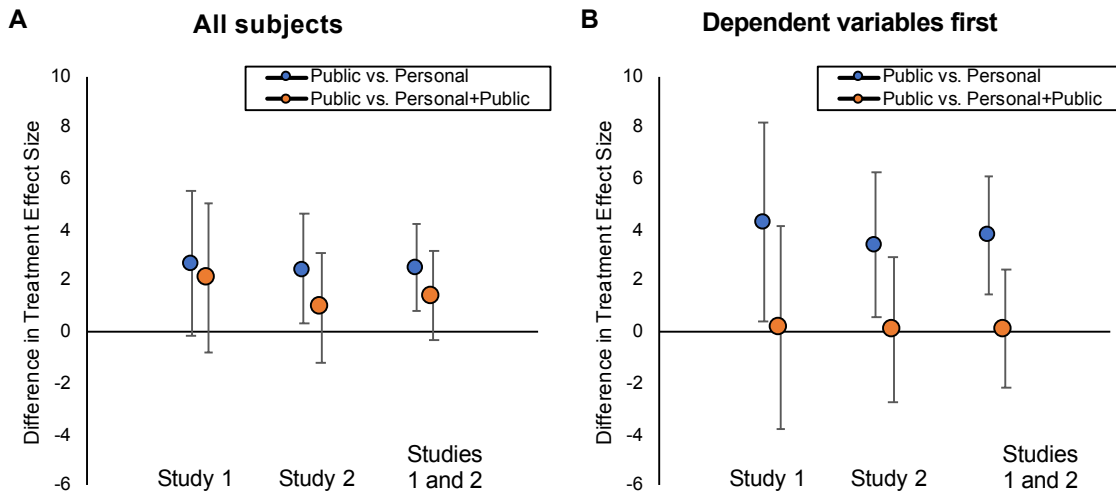 A
All subjects
Public vs. Personal
Public vs. Personal+Public
Difference in Treatment Effect Size
10
8
6
4
2
0
-2
-4
-6
Study 1
Study 2
Studies
1 and 2
B
Dependent variables first
Public vs. Personal
Public vs. Personal+Public
Difference in Treatment Effect Size
10
8
6
4
2
0
-2
-4
-6
Study 1
Study 2
Studies
1 and 2